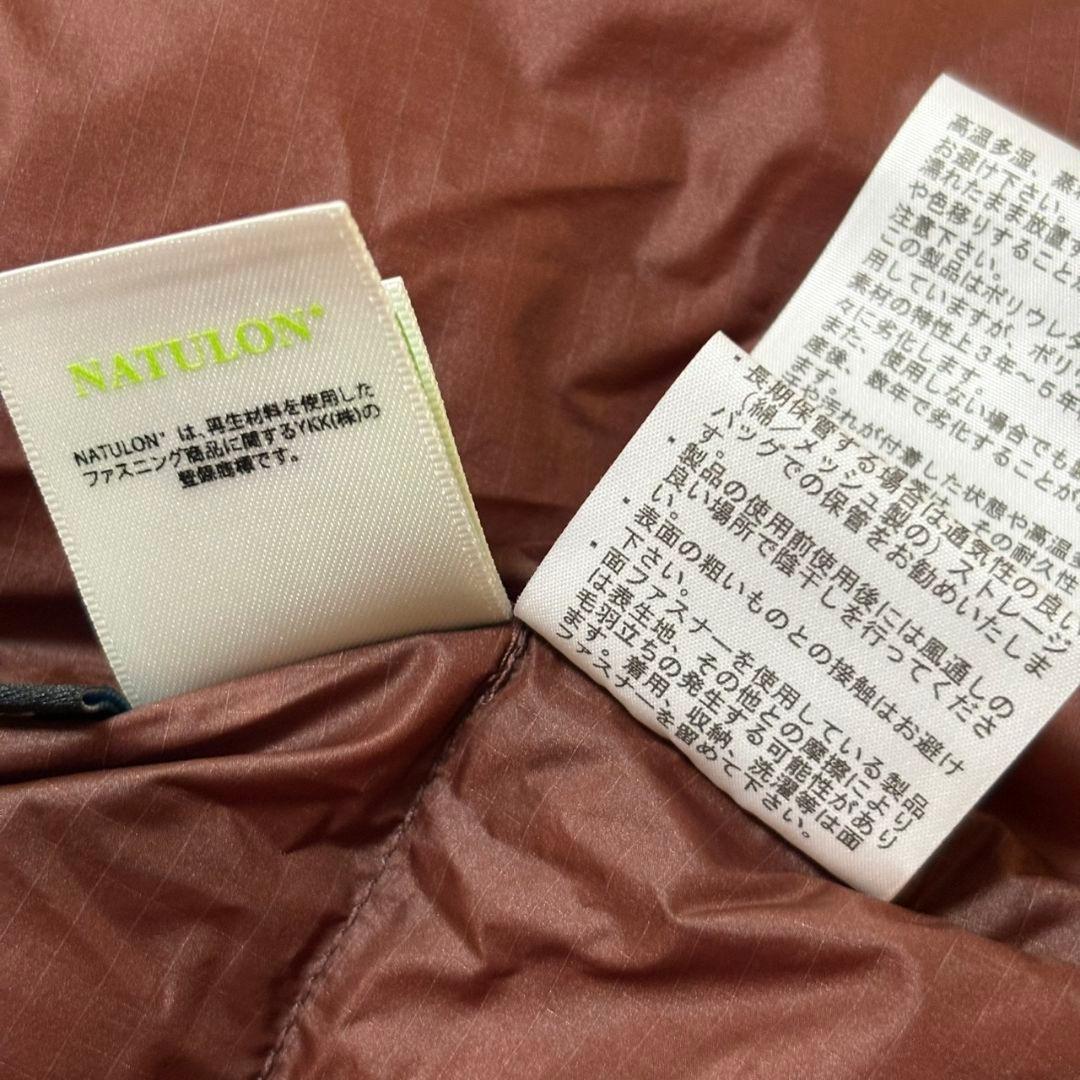 NATULON®
NATULON®は、再生材料を使用した
ファスニング商品に関するYKK(株)の
登録商標です。
高温多湿、蒸
お避け下さい。
濡れたまま放置す
や色移りすることが
注意下さい。
この製品はポリウレタ
用していますが、ポリ
素材の特性上3年~5年
々に劣化します。
また、使用しない場合でも
産後、数年で劣化することが
ます。
や汚れが付着した状態や高温多
は、その耐久性
・長期保管する場合は通気性の良い
(綿/メッシュ製の)ストレージ
バッグでの保管をお勧めいたしま
す。
・製品の使用前使用後には風通しの
良い場所で陰干しを行ってくださ
い。
・表面の粗いものとの接触はお避け
下さい。
・面ファスナーを使用している製品
は表生地、その他との摩擦により
毛羽立ちの発生する可能性があり
ます。着用、収納、洗濯等は面
ファスナーを留めて下さい。